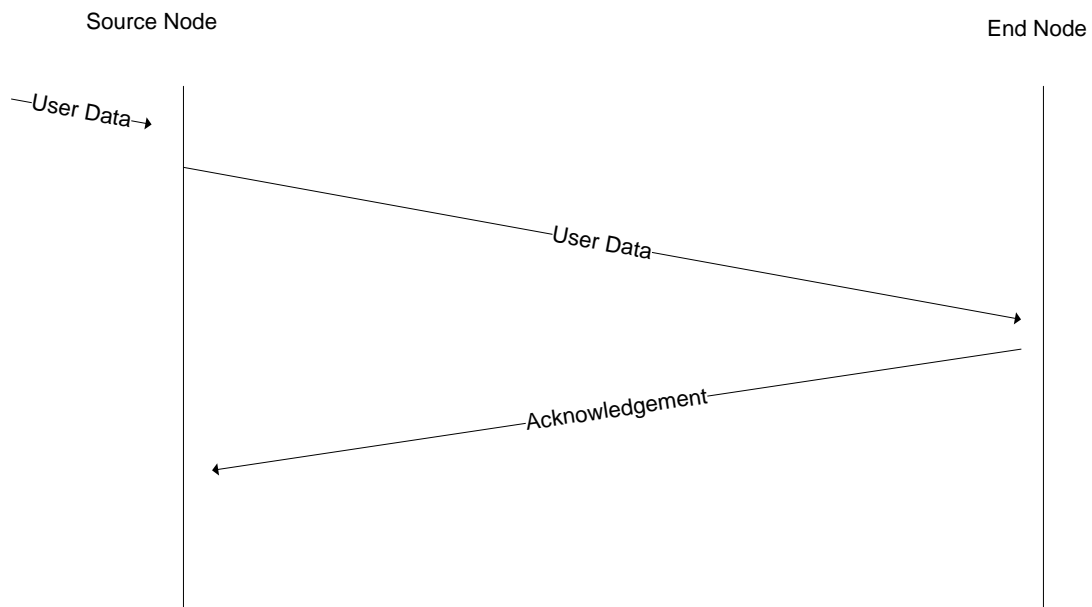 Source Node
End Node
User Data
User Data
Acknowledgement